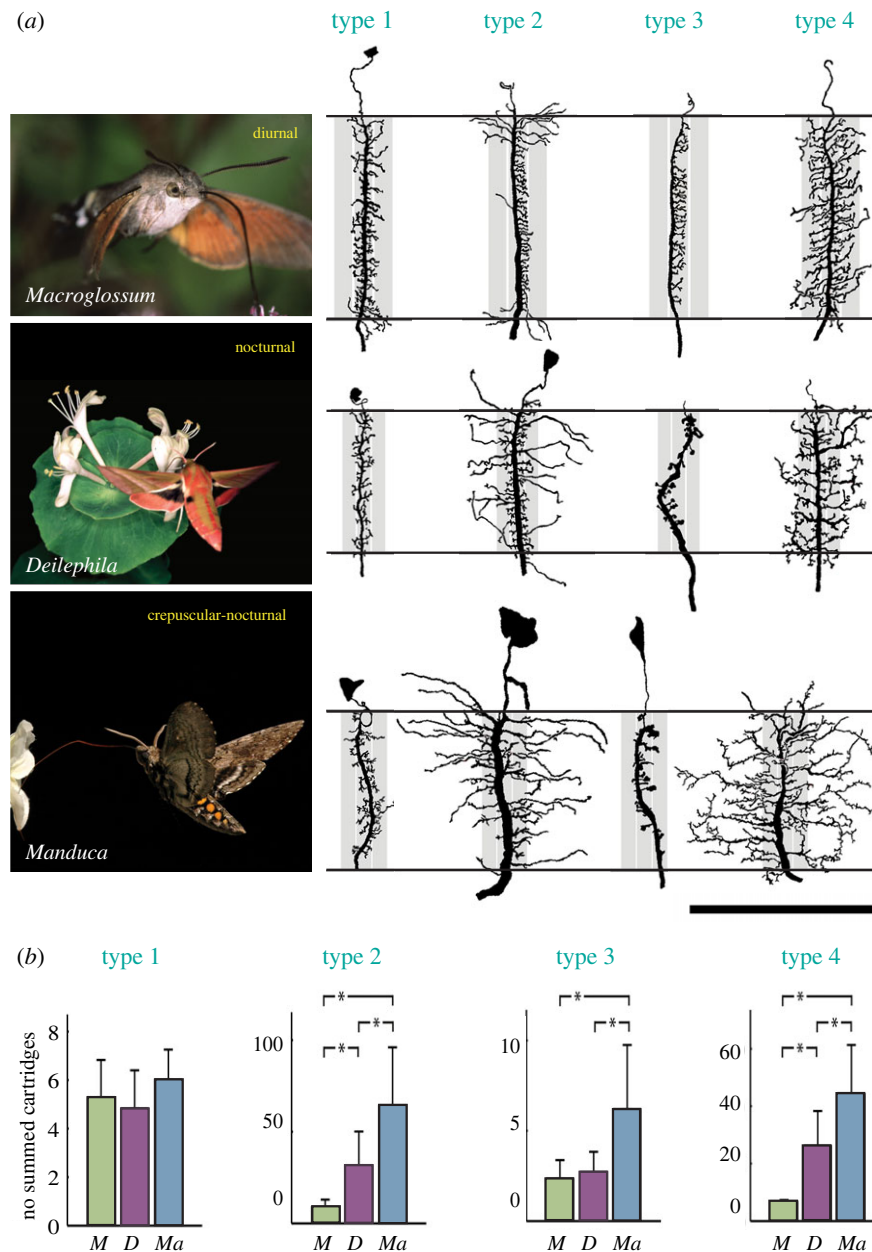 (a) type 1 type 2 type 3 type 4
diurnal
Macroglossum
nocturnal
Deilephila
crepuscular-nocturnal
Manduca
(b) type 1 type 2 type 3 type 4
no summed cartridges
8
6
4
2
0
M D Ma
100
50
0
* * *
M D Ma
10
5
0
* *
M D Ma
60
40
20
0
* * *
M D Ma